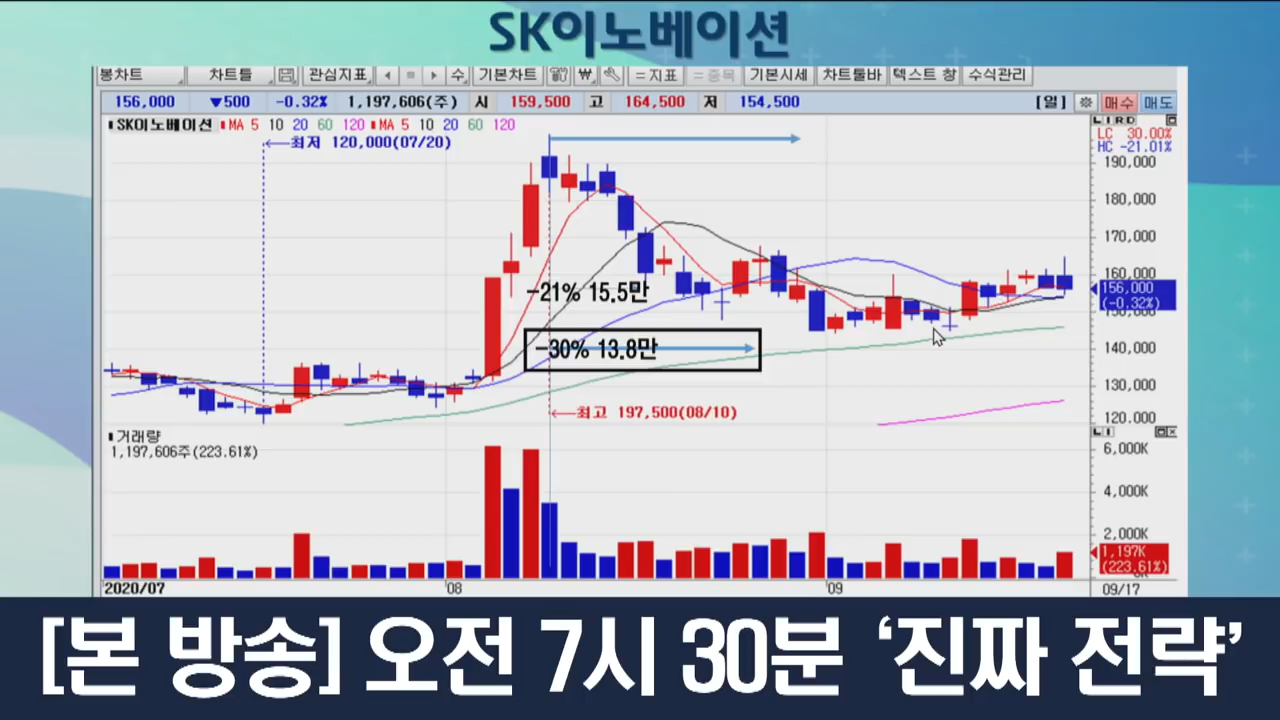 SK이노베이션
봉차트 차트틀 관심지표 수 기본차트 ₩ =지표 =종목 기본시세 차트툴바 텍스트 창 수식관리
156,000 ▼500 -0.32% 1,197,606(주) 시 159,500 고 164,500 저 154,500 [일] 매수 매도
SK이노베이션 MA 5 10 20 60 120 MA 5 10 20 60 120
L I R D
LC 30.00%
HC -21.01%
←최저 120,000(07/20)
190,000
180,000
170,000
160,000
156,000
(-0.32%)
150,000
140,000
130,000
120,000
-21% 15.5만
-30% 13.8만
←최고 197,500(08/10)
거래량
1,197,606주(223.61%)
L I
6,000K
4,000K
2,000K
1,197K
(223.61%)
0K
2020/07 08 09 09/17
[본 방송] 오전 7시 30분 ‘진짜 전략’